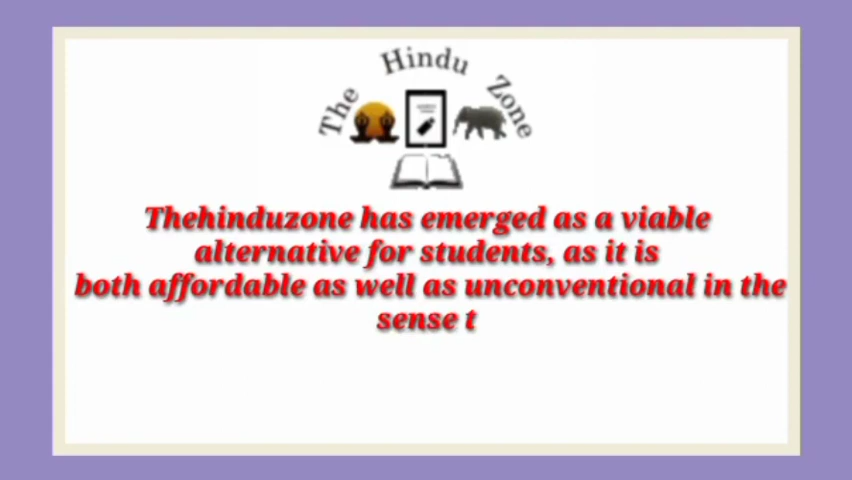 The Hindu Zone
Thehinduzone has emerged as a viable
alternative for students, as it is
both affordable as well as unconventional in the
sense t